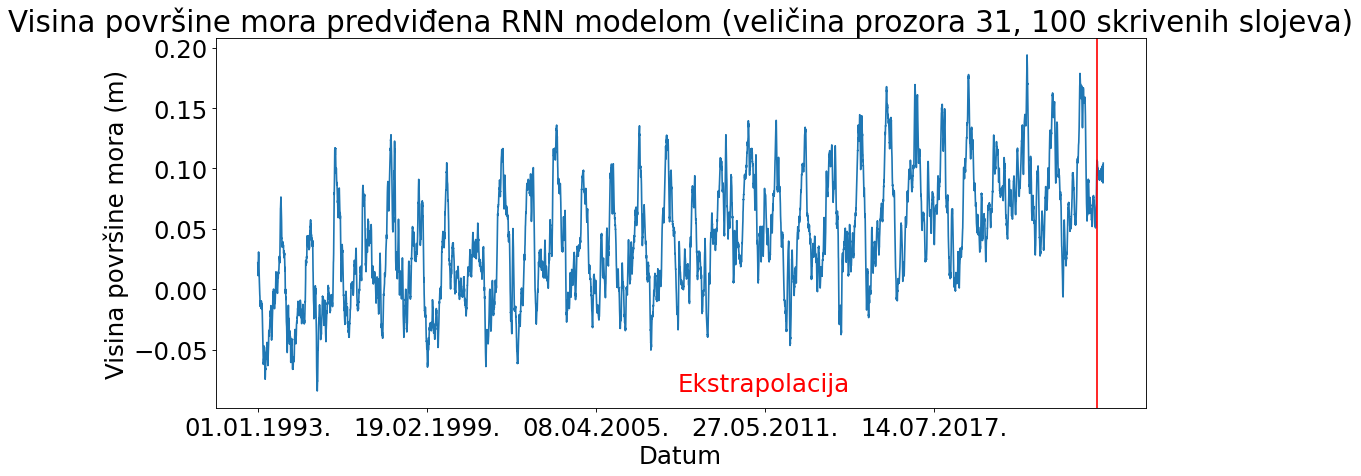 Visina površine mora predviđena RNN modelom (veličina prozora 31, 100 skrivenih slojeva)
Visina površine mora (m)
0.20
0.15
0.10
0.05
0.00
−0.05
Ekstrapolacija
01.01.1993. 19.02.1999. 08.04.2005. 27.05.2011. 14.07.2017.
Datum